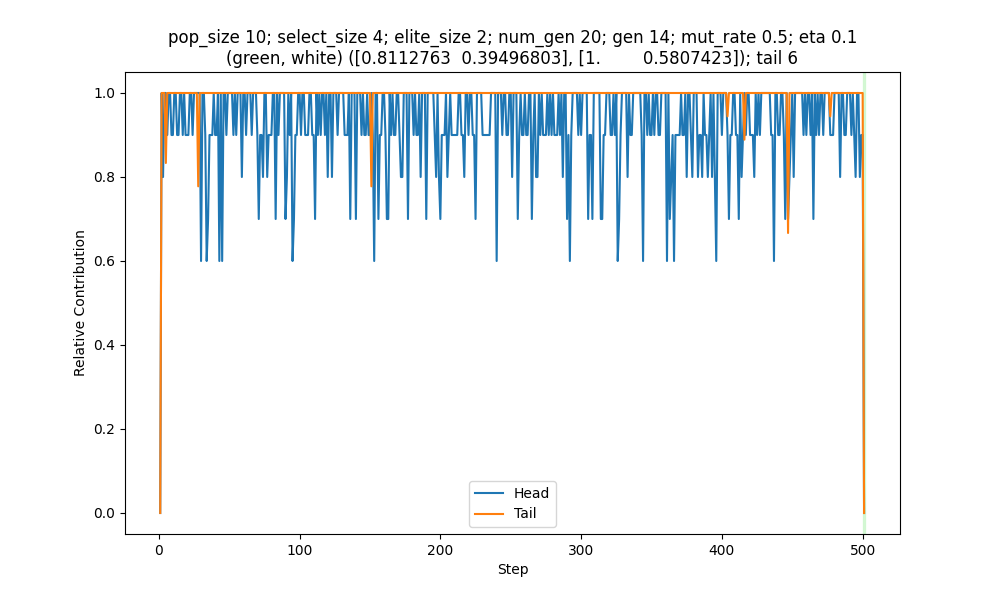 pop_size 10; select_size 4; elite_size 2; num_gen 20; gen 14; mut_rate 0.5; eta 0.1
(green, white) ([0.8112763  0.39496803], [1.         0.5807423]); tail 6
1.0
0.8
0.6
0.4
0.2
0.0
Relative Contribution
Head
Tail
0
100
200
300
400
500
Step